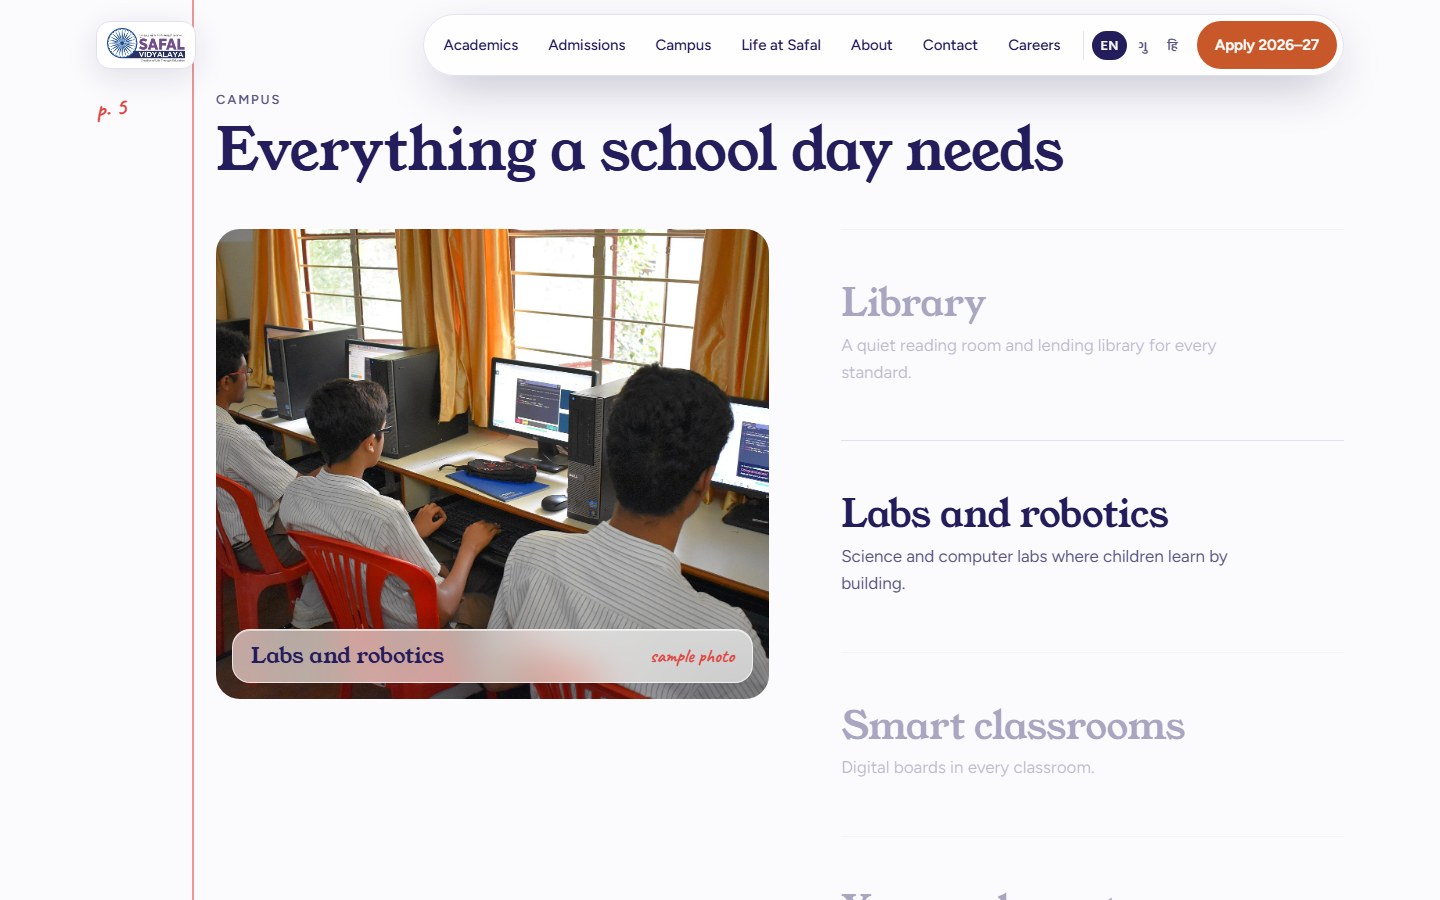 SAFAL
VIDYALAYA
Academics
Admissions
Campus
Life at Safal
About
Contact
Careers
EN
ગુ
हि
Apply 2026–27
p. 5
CAMPUS
Everything a school day needs
Library
A quiet reading room and lending library for every
standard.
Labs and robotics
Science and computer labs where children learn by
building.
Labs and robotics
sample photo
Smart classrooms
Digital boards in every classroom.